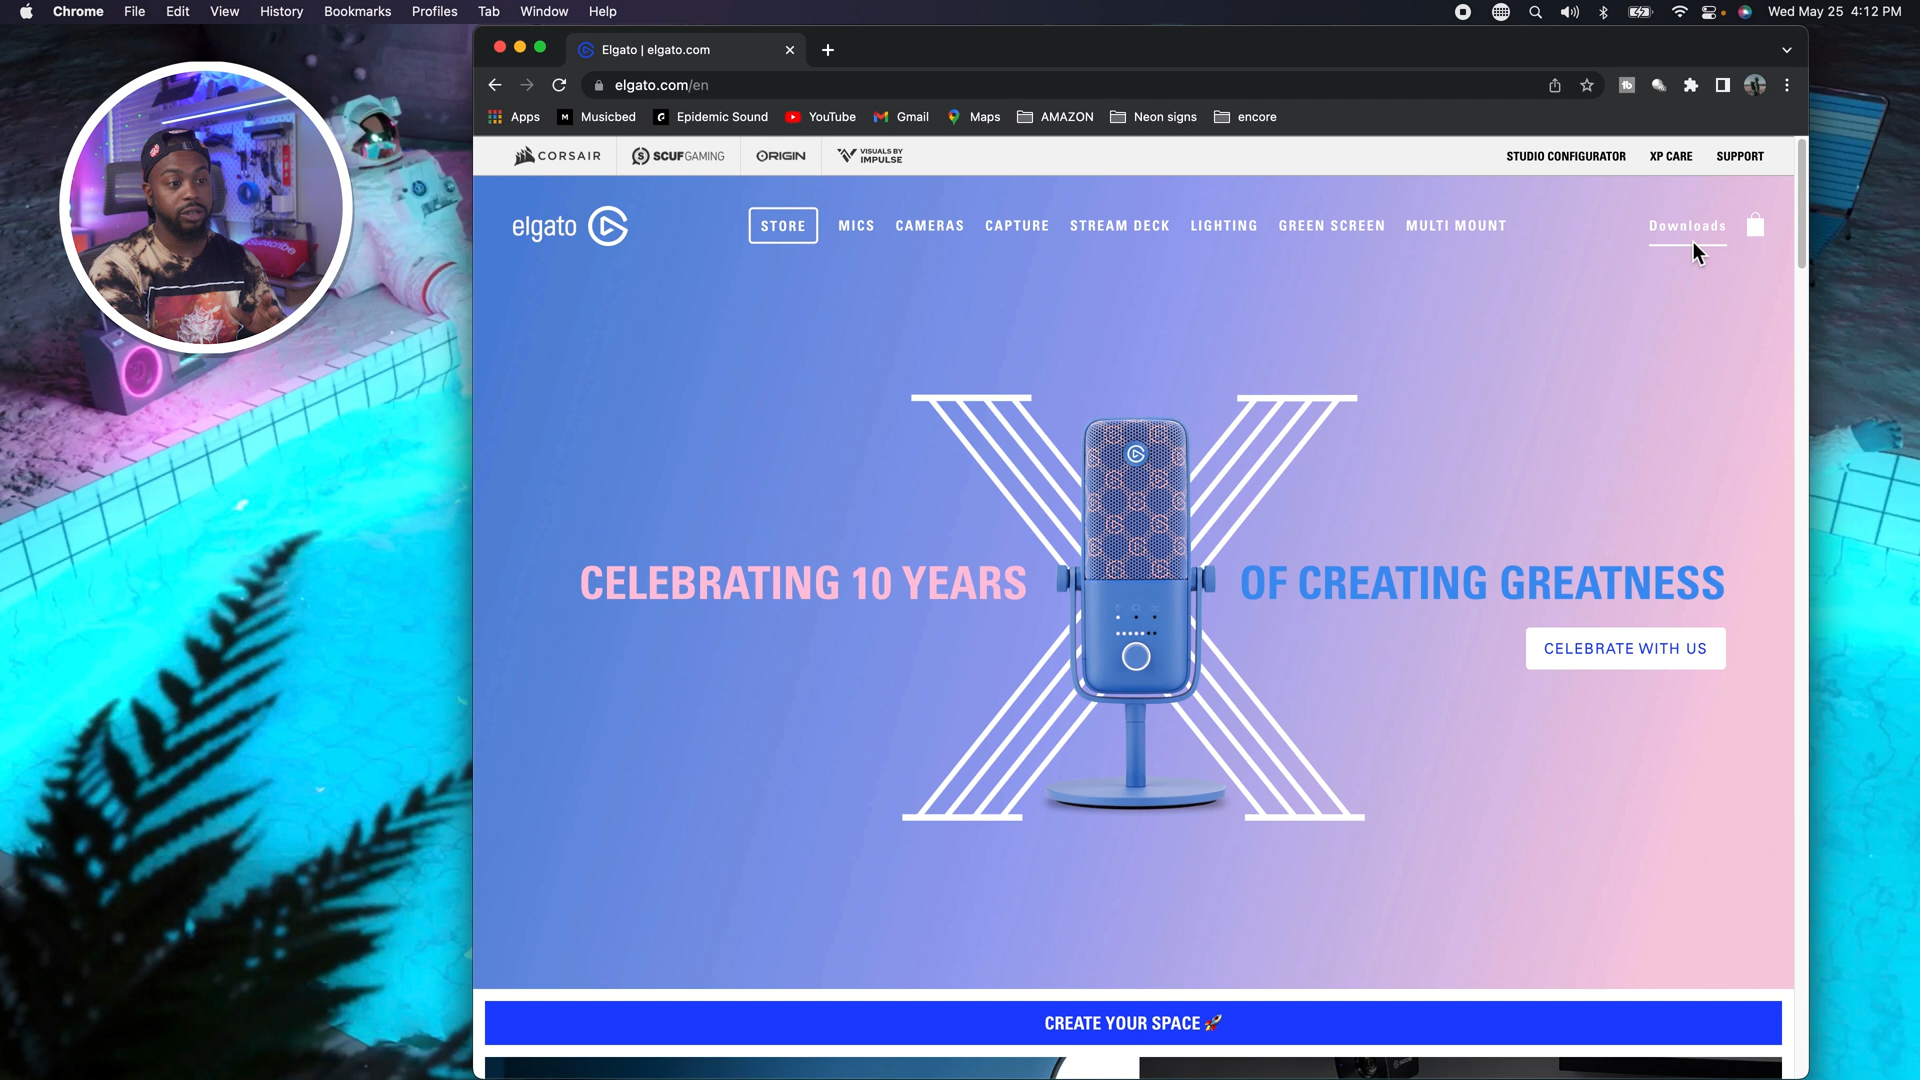 Chrome File Edit View History Bookmarks Profiles Tab Window Help
Wed May 25 4:12 PM
Elgato | elgato.com
elgato.com/en
Apps Musicbed Epidemic Sound YouTube Gmail Maps AMAZON Neon signs encore
CORSAIR SCUFGAMING ORIGIN VISUALS BY
IMPULSE
STUDIO CONFIGURATOR XP CARE SUPPORT
elgato STORE MICS CAMERAS CAPTURE STREAM DECK LIGHTING GREEN SCREEN MULTI MOUNT Downloads
Subscribe
CELEBRATING 10 YEARS OF CREATING GREATNESS
CELEBRATE WITH US
CREATE YOUR SPACE 🚀